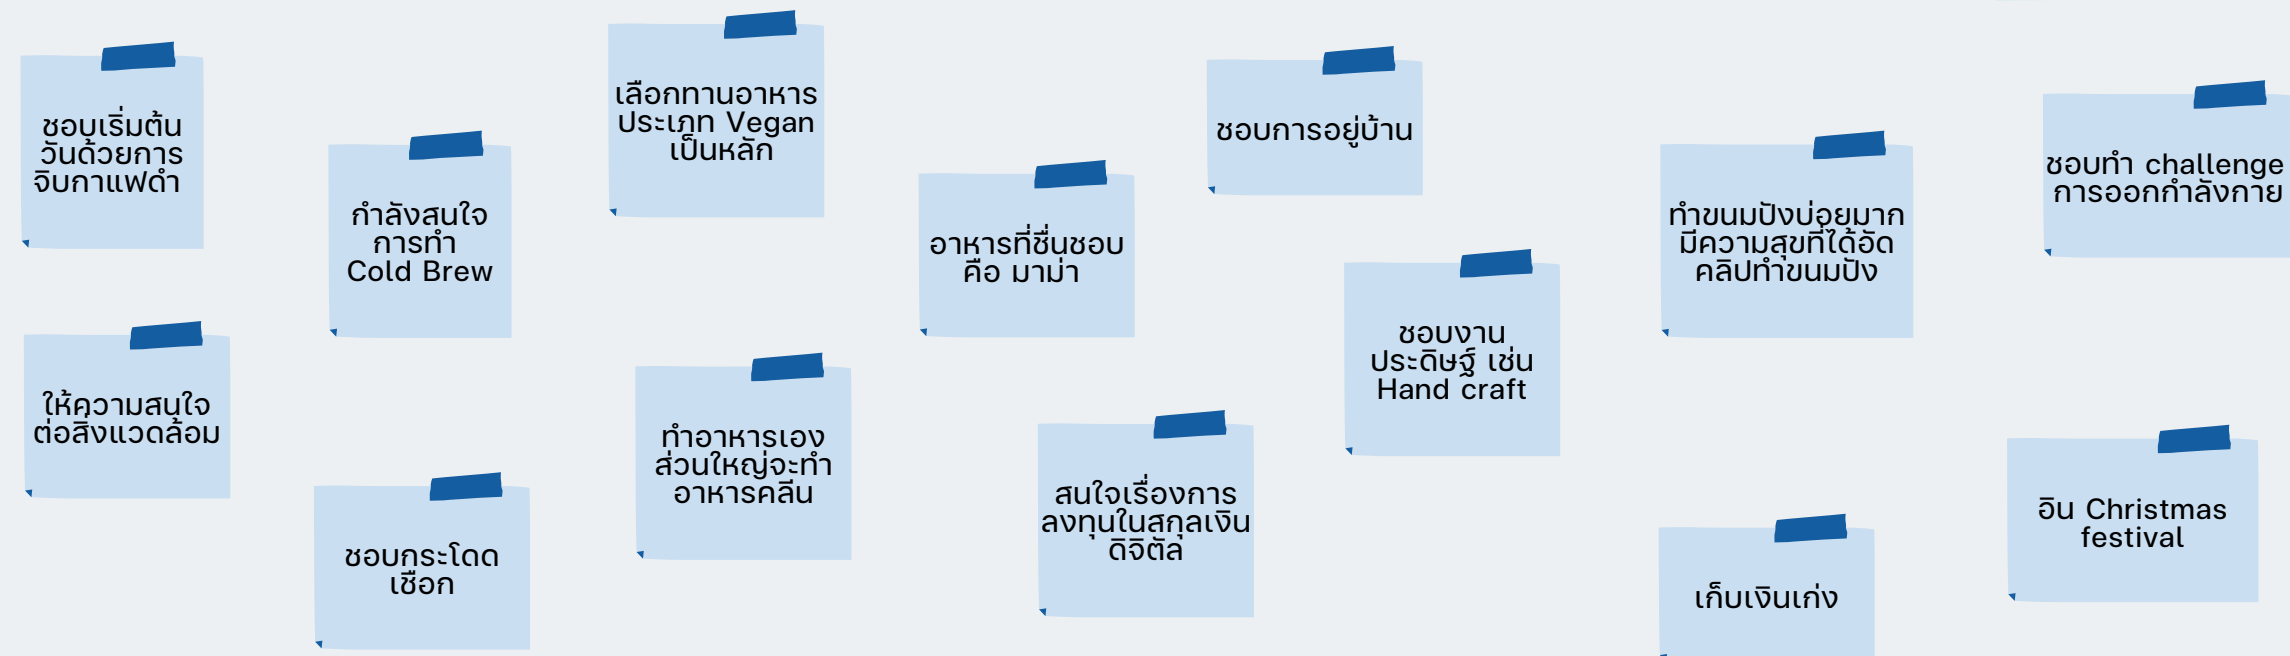 ชอบเริ่มต้น
วันด้วยการ
จิบกาแฟดำ
กำลังสนใจ
การทำ
Cold Brew
เลือกทานอาหาร
ประเภท Vegan
เป็นหลัก
อาหารที่ชื่นชอบ
คือ มาม่า
ชอบการอยู่บ้าน
ชอบงาน
ประดิษฐ์ เช่น
Hand craft
ทำขนมปังบ่อยมาก
มีความสุขที่ได้อัด
คลิปทำขนมปัง
ชอบทำ challenge
การออกกำลังกาย
ให้ความสนใจ
ต่อสิ่งแวดล้อม
ชอบกระโดด
เชือก
ทำอาหารเอง
ส่วนใหญ่จะทำ
อาหารคลีน
สนใจเรื่องการ
ลงทุนในสกุลเงิน
ดิจิตัล
เก็บเงินเก่ง
อิน Christmas
festival